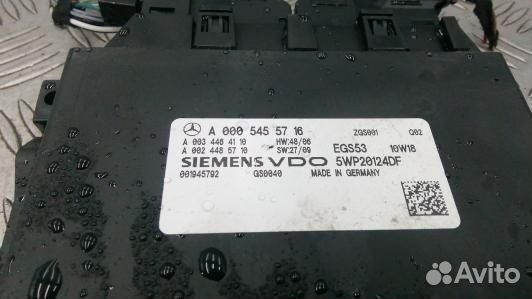 A 000 545 57 16 ZGS001 Q02
A 003 446 41 10 HW:48/06 EGS53 10W18
A 002 448 57 10 SW:27/09
SIEMENS VDO 5WP20124DF
001945792 GS0040 MADE IN GERMANY
Avito